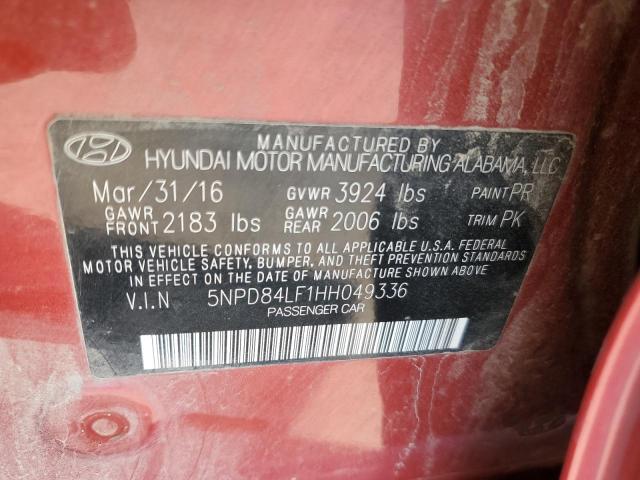 MANUFACTURED BY
HYUNDAI MOTOR MANUFACTURING ALABAMA, LLC
Mar/31/16 GVWR 3924 lbs PAINT PR
GAWR FRONT 2183 lbs GAWR REAR 2006 lbs TRIM PK
THIS VEHICLE CONFORMS TO ALL APPLICABLE U.S.A. FEDERAL
MOTOR VEHICLE SAFETY, BUMPER, AND THEFT PREVENTION STANDARDS
IN EFFECT ON THE DATE OF MANUFACTURE SHOWN ABOVE.
V.I.N 5NPD84LF1HH049336
PASSENGER CAR